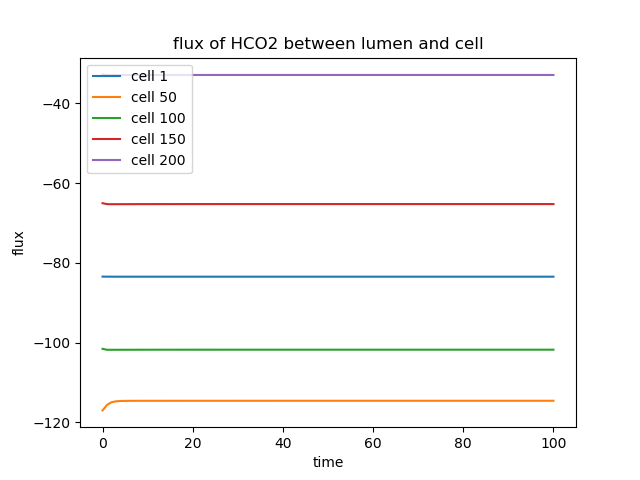 flux of HCO2 between lumen and cell
cell 1
cell 50
cell 100
cell 150
cell 200
−40
−60
−80
−100
−120
flux
0 20 40 60 80 100
time